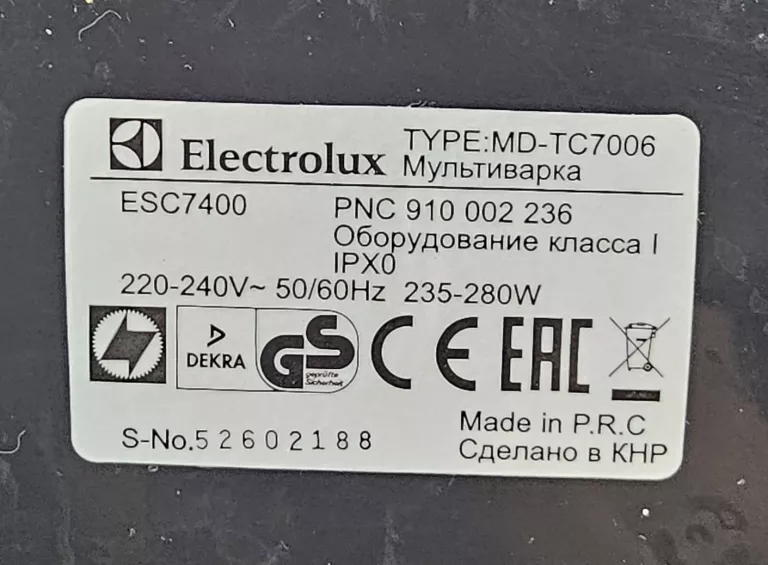 Electrolux TYPE:MD-TC7006
Мультиварка
ESC7400 PNC 910 002 236
Оборудование класса I
IPX0
220-240V~ 50/60Hz 235-280W
DEKRA
GS
geprüfte
Sicherheit
CE
EAC
S-No.52602188
Made in P.R.C
Сделано в КНР